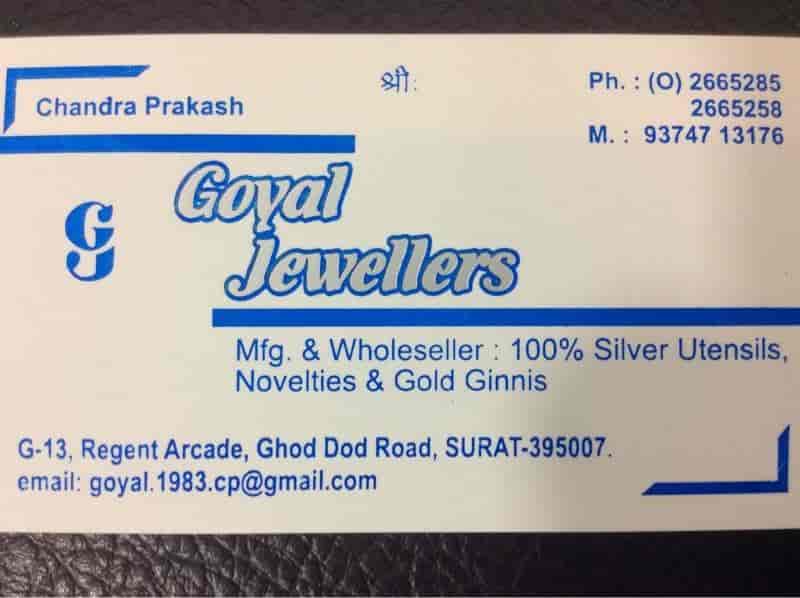 श्री:
Chandra Prakash
Ph. : (O) 2665285
2665258
M. : 93747 13176
GJ
Goyal
Jewellers
Mfg. & Wholeseller : 100% Silver Utensils,
Novelties & Gold Ginnis
G-13, Regent Arcade, Ghod Dod Road, SURAT-395007.
email: goyal.1983.cp@gmail.com